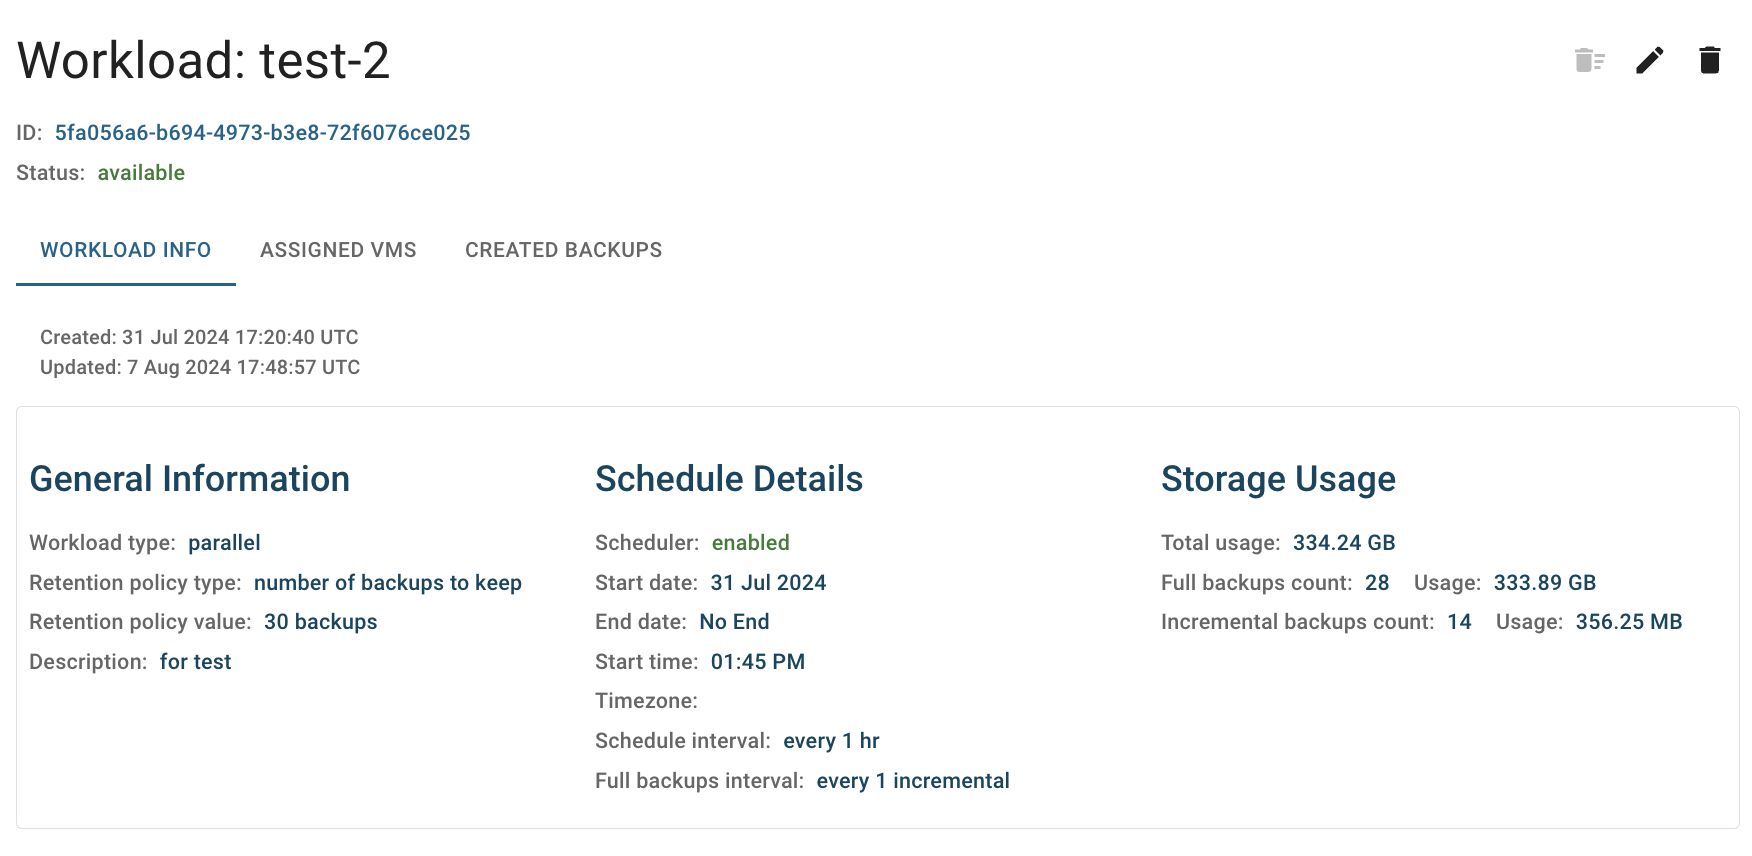 Workload: test-2
ID: 5fa056a6-b694-4973-b3e8-72f6076ce025
Status: available
WORKLOAD INFO
ASSIGNED VMS
CREATED BACKUPS
Created: 31 Jul 2024 17:20:40 UTC
Updated: 7 Aug 2024 17:48:57 UTC
General Information
Workload type: parallel
Retention policy type: number of backups to keep
Retention policy value: 30 backups
Description: for test
Schedule Details
Scheduler: enabled
Start date: 31 Jul 2024
End date: No End
Start time: 01:45 PM
Timezone:
Schedule interval: every 1 hr
Full backups interval: every 1 incremental
Storage Usage
Total usage: 334.24 GB
Full backups count: 28 Usage: 333.89 GB
Incremental backups count: 14 Usage: 356.25 MB